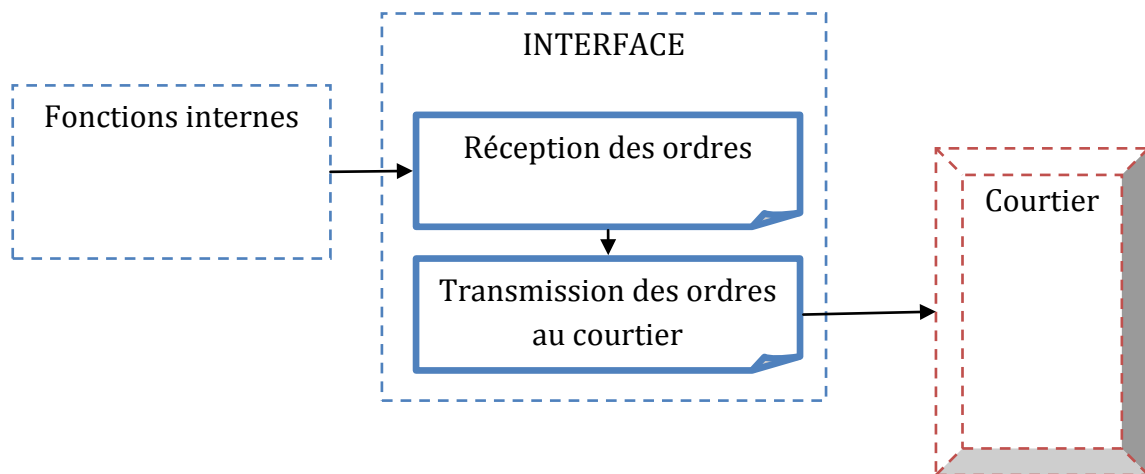 INTERFACE
Fonctions internes
Réception des ordres
Courtier
Transmission des ordres
au courtier